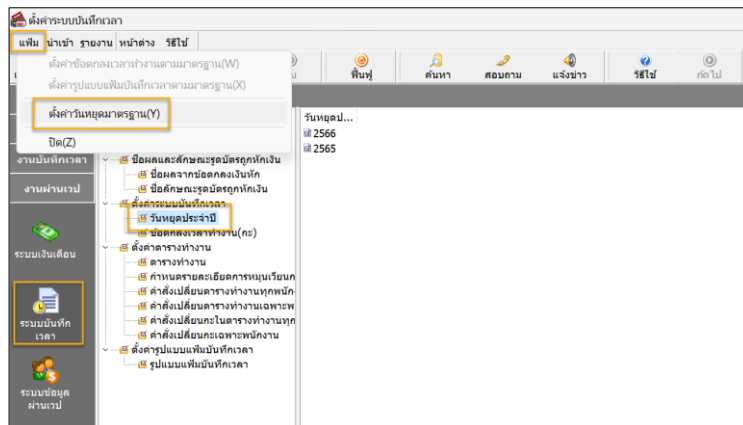 ตั้งค่าระบบบันทึกเวลา
แฟ้ม นำเข้า รายงาน หน้าต่าง วิธีใช้
ตั้งค่าข้อตกลงเวลาทำงานตามมาตรฐาน(W)
ตั้งค่ารูปแบบแฟ้มบันทึกเวลาตามมาตรฐาน(X)
ตั้งค่าวันหยุดมาตรฐาน(Y)
ปิด(Z)
ฟื้นฟู
ค้นหา
สอบถาม
แจ้งข่าว
วิธีใช้
ถัดไป
วันหยุดป...
2566
2565
งานบันทึกเวลา
งานผ่านเวป
ระบบเงินเดือน
ระบบบันทึก
เวลา
ระบบข้อมูล
ผ่านเวป
ชื่อผลและลักษณะรูดบัตรถูกหักเงิน
ชื่อผลจากข้อตกลงเงินหัก
ชื่อลักษณะรูดบัตรถูกหักเงิน
ตั้งค่าระบบบันทึกเวลา
วันหยุดประจำปี
ข้อตกลงเวลาทำงาน(กะ)
ตั้งค่าตารางทำงาน
ตารางทำงาน
กำหนดรายละเอียดการหมุนเวียนก
คำสั่งเปลี่ยนตารางทำงานทุกพนัก
คำสั่งเปลี่ยนตารางทำงานเฉพาะพ
คำสั่งเปลี่ยนกะในตารางทำงานทุก
คำสั่งเปลี่ยนกะเฉพาะพนักงาน
ตั้งค่ารูปแบบแฟ้มบันทึกเวลา
รูปแบบแฟ้มบันทึกเวลา